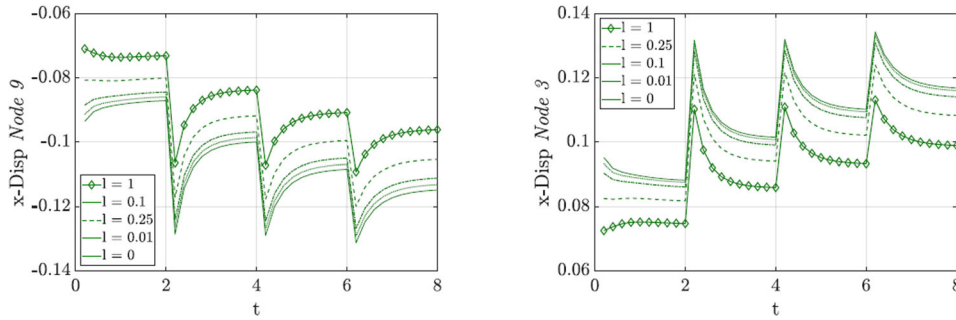 -0.06
-0.08
-0.1
-0.12
-0.14
x-Disp Node 9
l = 1
l = 0.1
l = 0.25
l = 0.01
l = 0
0
2
4
6
8
t
0.14
0.12
0.1
0.08
0.06
x-Disp Node 3
l = 1
l = 0.25
l = 0.1
l = 0.01
l = 0
0
2
4
6
8
t